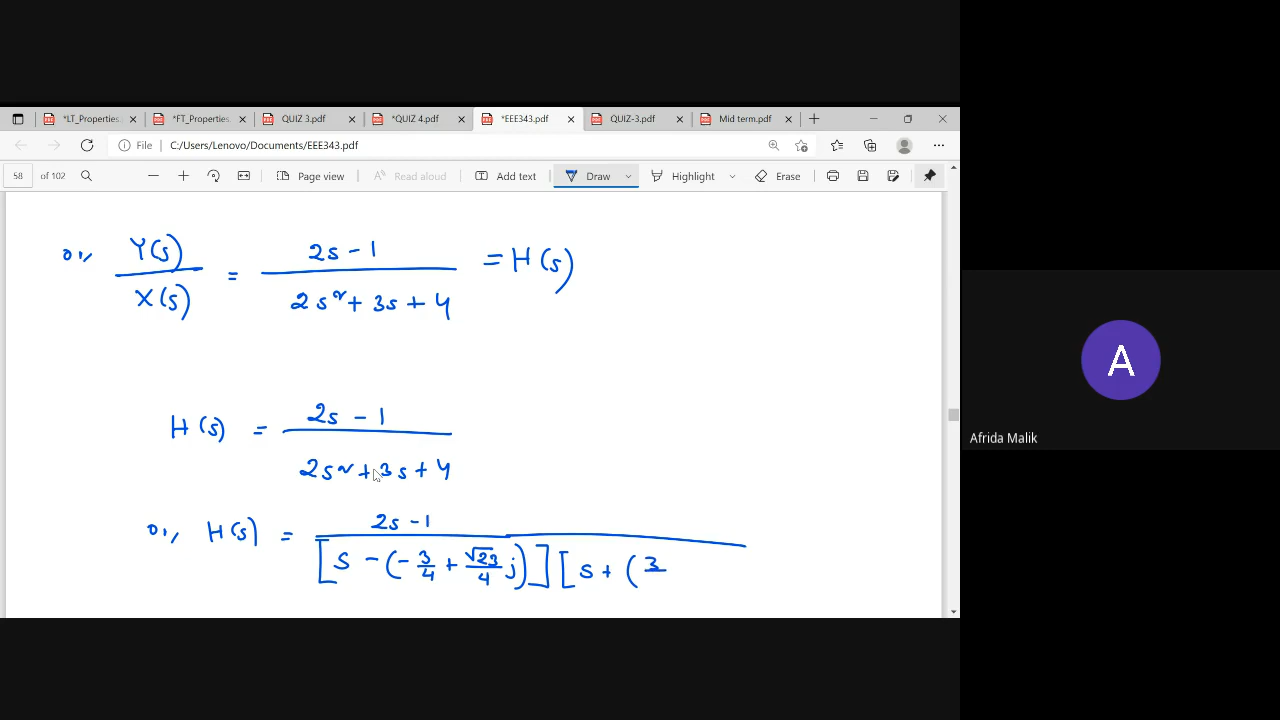 *LT_Properties. *FT_Properties. QUIZ 3.pdf *QUIZ 4.pdf *EEE343.pdf QUIZ-3.pdf Mid term.pdf
File C:/Users/Lenovo/Documents/EEE343.pdf
58 of 102 Page view Read aloud Add text Draw Highlight Erase
or, Y(s)/X(s) = (2s - 1)/(2s² + 3s + 4) = H(s)
H(s) = (2s - 1)/(2s² + 3s + 4)
or, H(s) = (2s - 1)/[s - (-3/4 + √23/4 j)] [s + (3
A
Afrida Malik